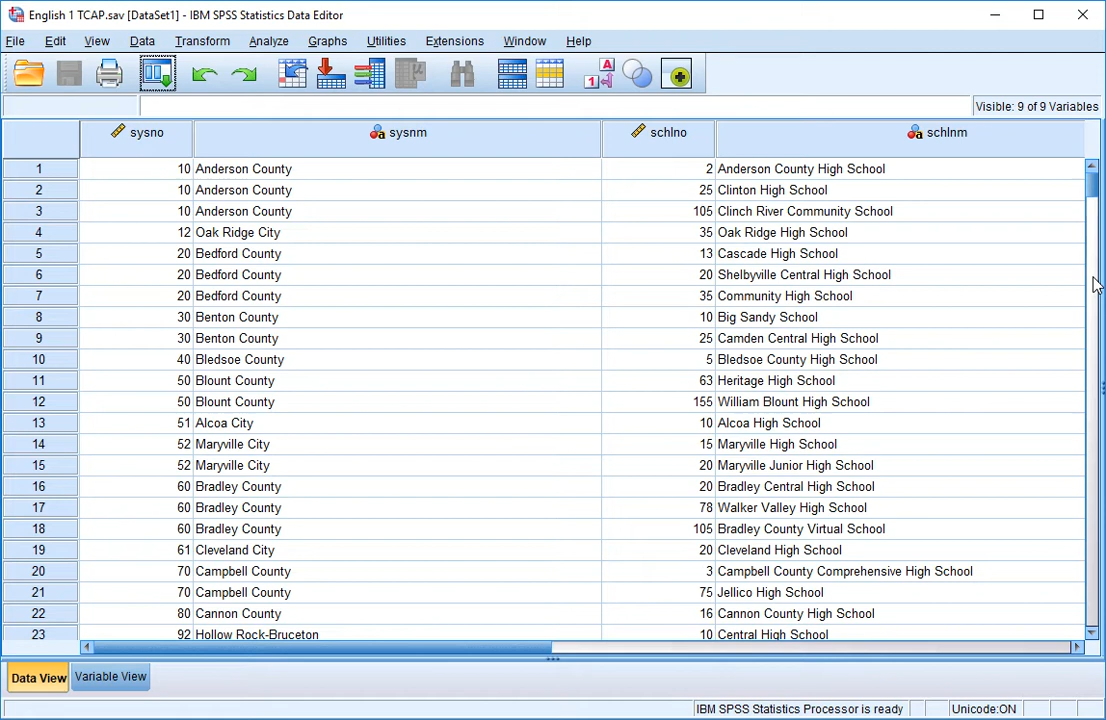 English 1 TCAP.sav [DataSet1] - IBM SPSS Statistics Data Editor
File Edit View Data Transform Analyze Graphs Utilities Extensions Window Help
A
1
Visible: 9 of 9 Variables
sysno sysnm schlno schlnm
1 10 Anderson County 2 Anderson County High School
2 10 Anderson County 25 Clinton High School
3 10 Anderson County 105 Clinch River Community School
4 12 Oak Ridge City 35 Oak Ridge High School
5 20 Bedford County 13 Cascade High School
6 20 Bedford County 20 Shelbyville Central High School
7 20 Bedford County 35 Community High School
8 30 Benton County 10 Big Sandy School
9 30 Benton County 25 Camden Central High School
10 40 Bledsoe County 5 Bledsoe County High School
11 50 Blount County 63 Heritage High School
12 50 Blount County 155 William Blount High School
13 51 Alcoa City 10 Alcoa High School
14 52 Maryville City 15 Maryville High School
15 52 Maryville City 20 Maryville Junior High School
16 60 Bradley County 20 Bradley Central High School
17 60 Bradley County 78 Walker Valley High School
18 60 Bradley County 105 Bradley County Virtual School
19 61 Cleveland City 20 Cleveland High School
20 70 Campbell County 3 Campbell County Comprehensive High School
21 70 Campbell County 75 Jellico High School
22 80 Cannon County 16 Cannon County High School
23 92 Hollow Rock-Bruceton 10 Central High School
Data View Variable View
IBM SPSS Statistics Processor is ready Unicode:ON